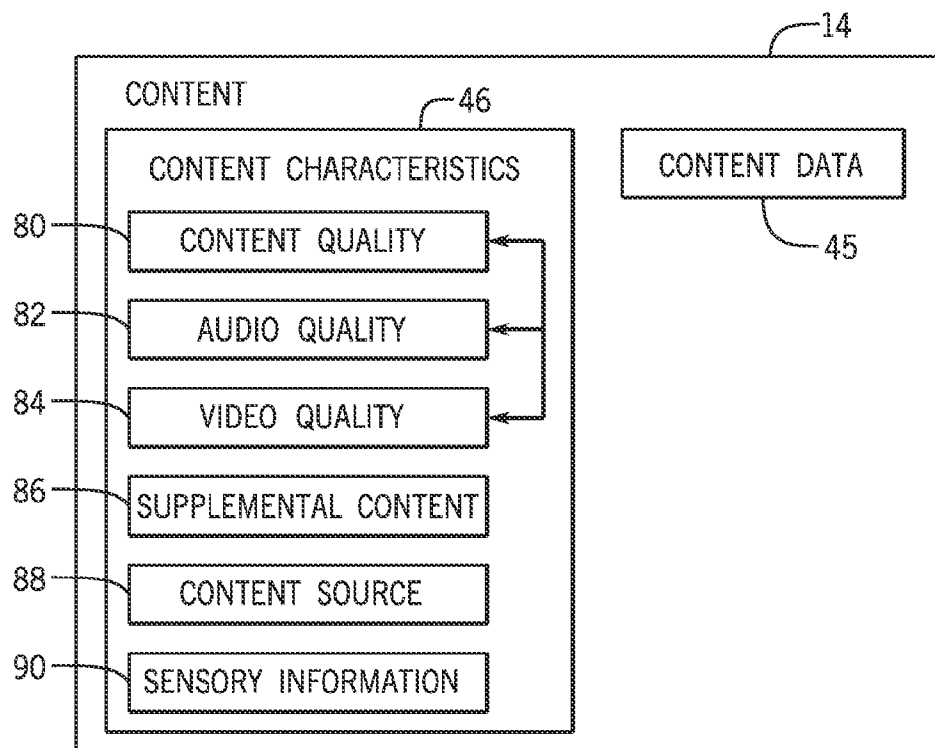 14
CONTENT
46
CONTENT CHARACTERISTICS
CONTENT DATA
45
80
CONTENT QUALITY
82
AUDIO QUALITY
84
VIDEO QUALITY
86
SUPPLEMENTAL CONTENT
88
CONTENT SOURCE
90
SENSORY INFORMATION